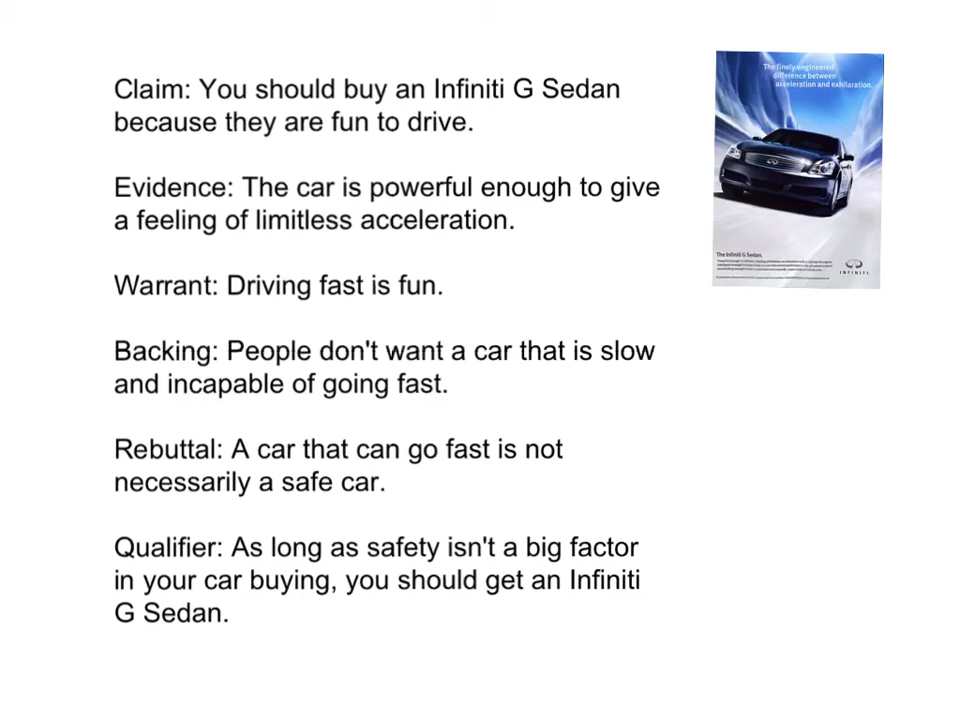 Claim: You should buy an Infiniti G Sedan
because they are fun to drive.
Evidence: The car is powerful enough to give
a feeling of limitless acceleration.
Warrant: Driving fast is fun.
Backing: People don't want a car that is slow
and incapable of going fast.
Rebuttal: A car that can go fast is not
necessarily a safe car.
Qualifier: As long as safety isn't a big factor
in your car buying, you should get an Infiniti
G Sedan.
The finely engineered
difference between
acceleration and exhilaration.
The Infiniti G Sedan.
INFINITI.